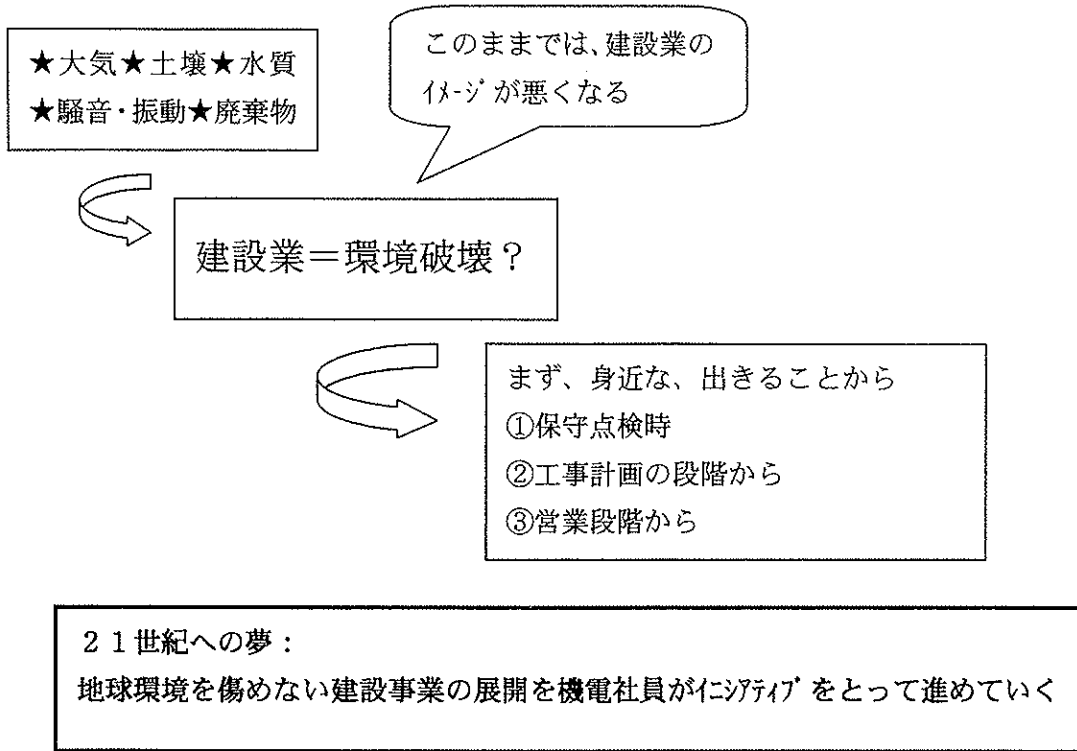 ★大気★土壌★水質
★騒音・振動★廃棄物
このままでは、建設業の
ｲﾒｰｼﾞが悪くなる
建設業＝環境破壊？
まず、身近な、出きることから
①保守点検時
②工事計画の段階から
③営業段階から
２１世紀への夢：
地球環境を傷めない建設事業の展開を機電社員がｲﾆｼｱﾃｨﾌﾞをとって進めていく